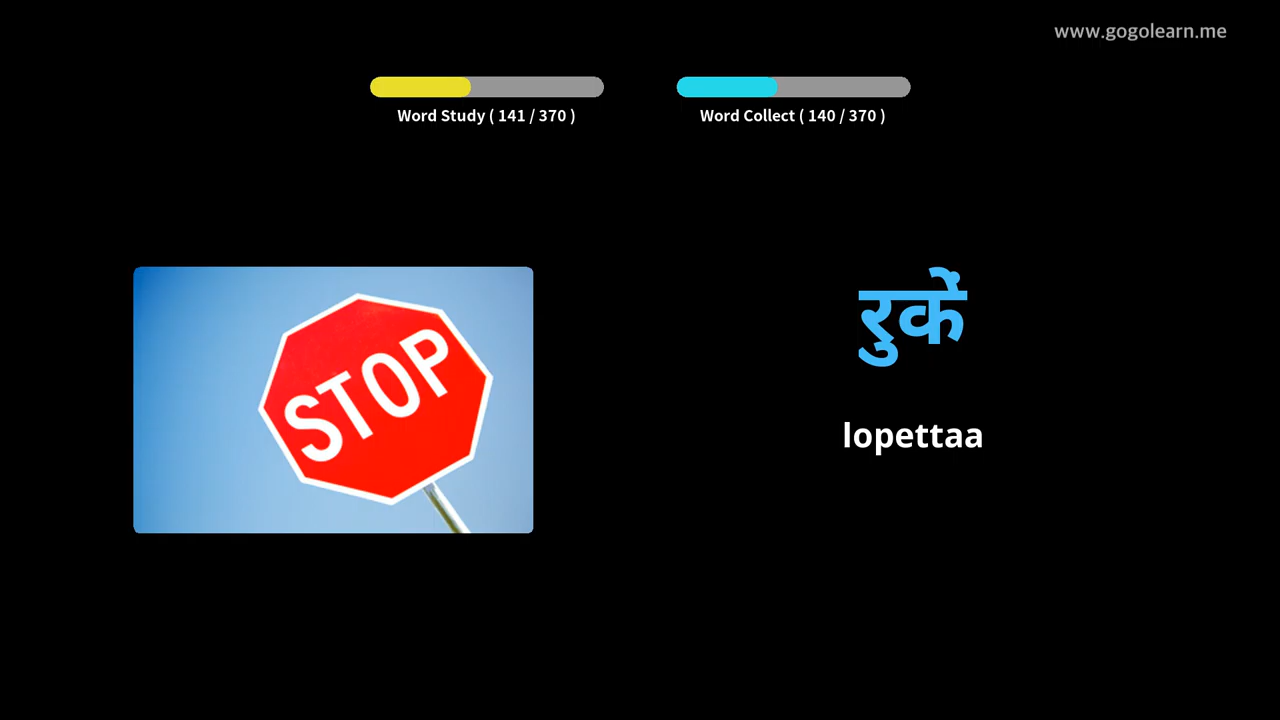 www.gogolearn.me
Word Study ( 141 / 370 )
Word Collect ( 140 / 370 )
STOP
रुकें
lopettaa